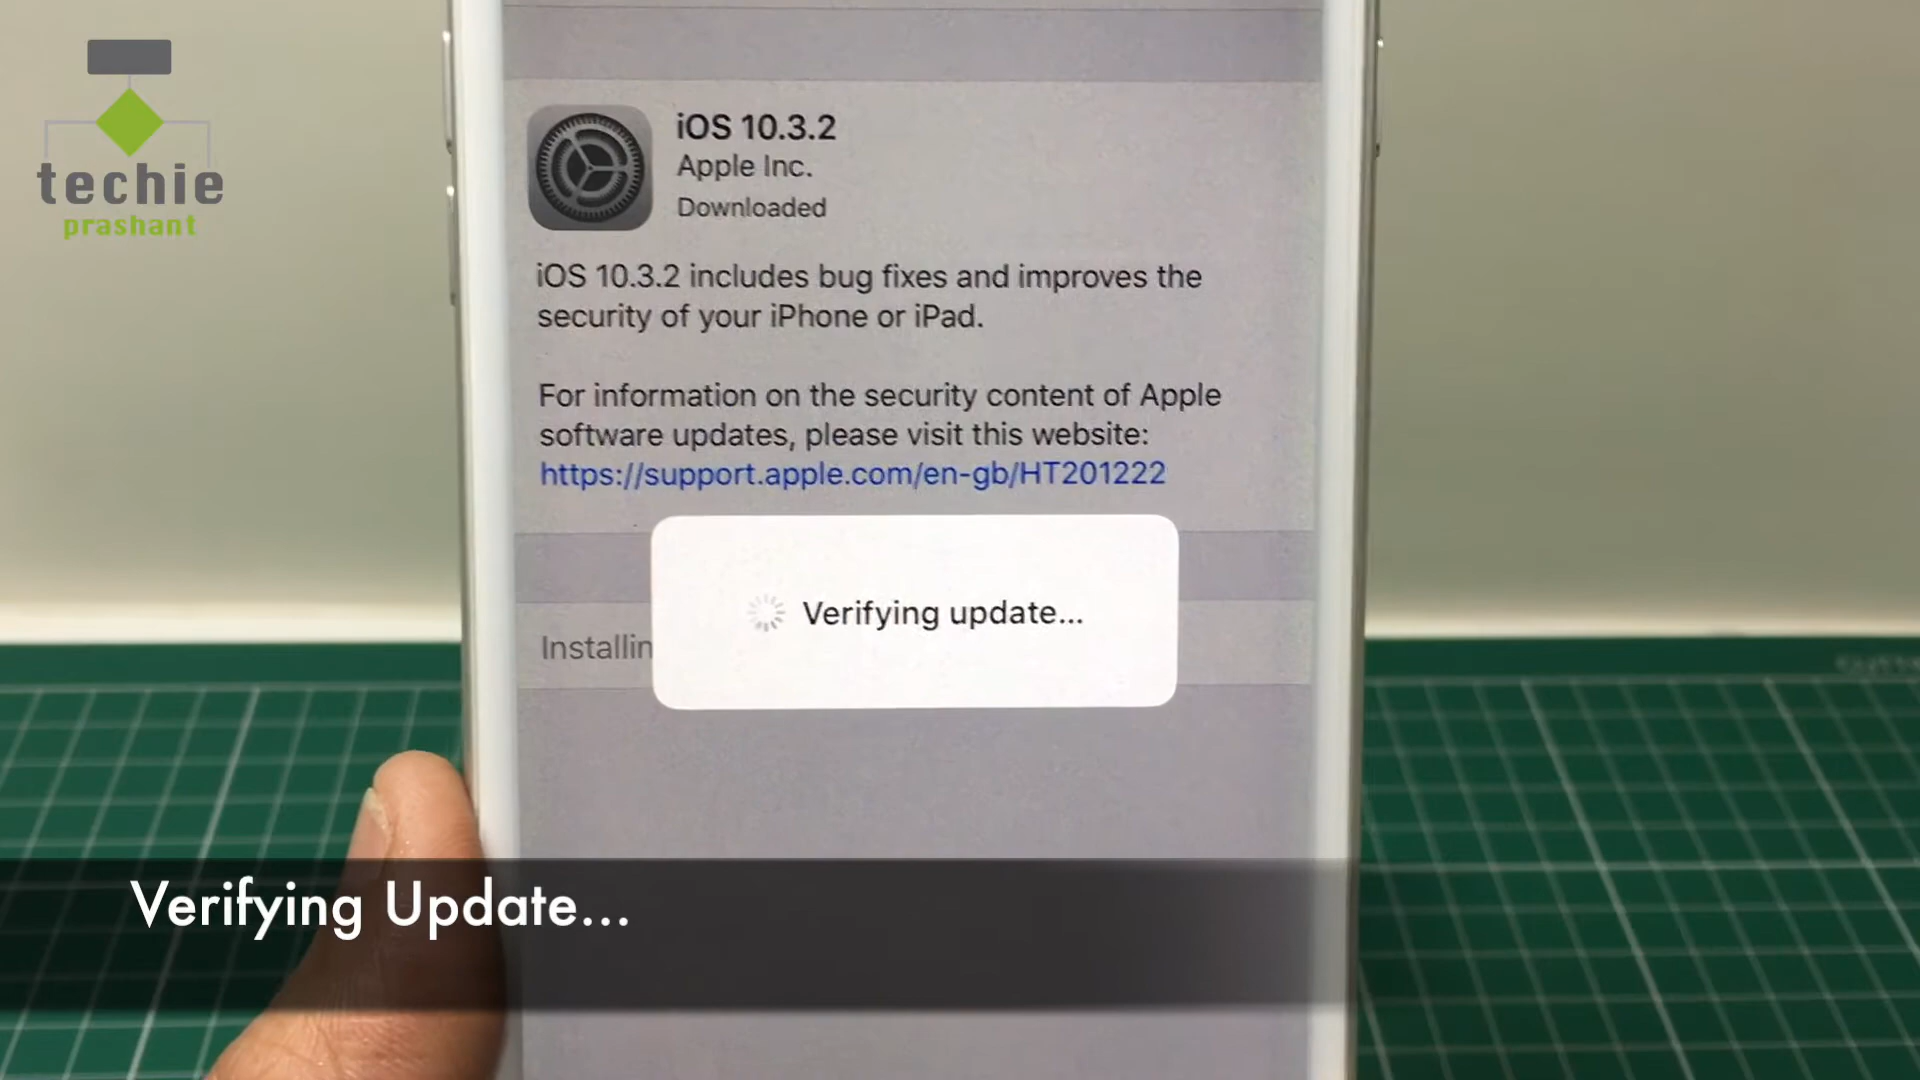 techie
prashant
iOS 10.3.2
Apple Inc.
Downloaded
iOS 10.3.2 includes bug fixes and improves the
security of your iPhone or iPad.
For information on the security content of Apple
software updates, please visit this website:
https://support.apple.com/en-gb/HT201222
Verifying update...
Installin
Verifying Update...